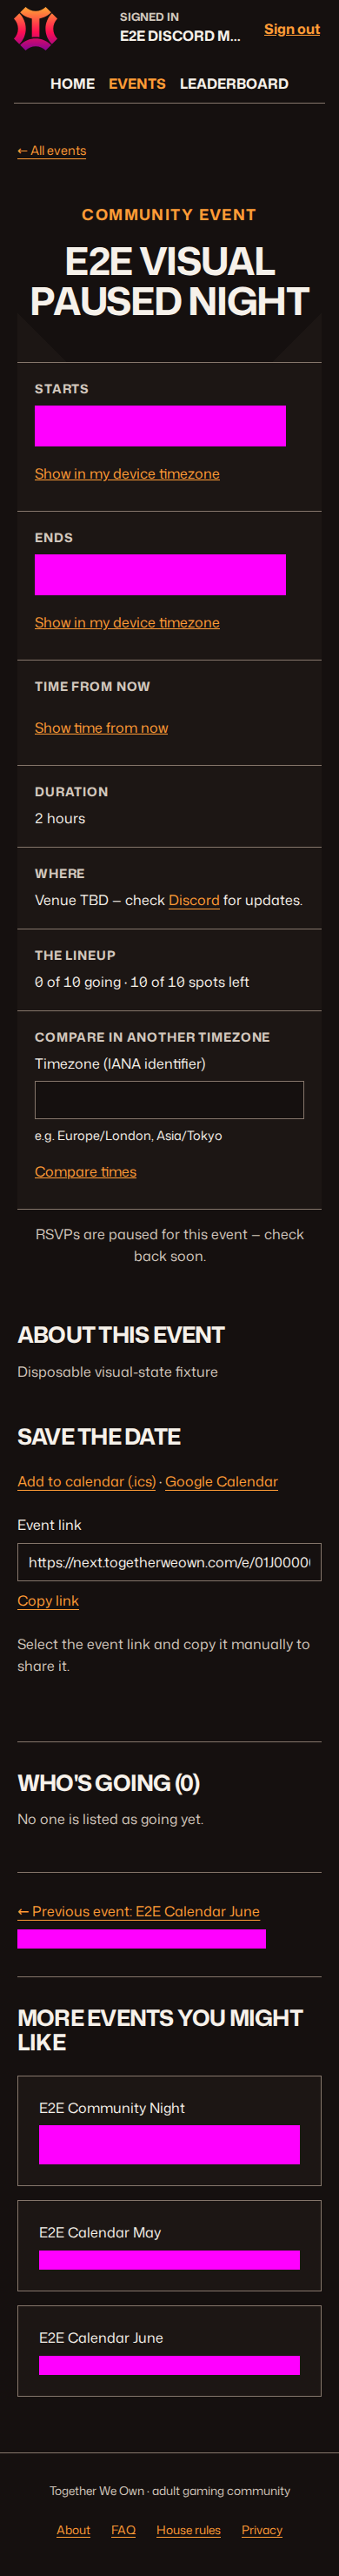 SIGNED IN
E2E DISCORD M...
Sign out
HOME EVENTS LEADERBOARD
← All events
COMMUNITY EVENT
E2E VISUAL
PAUSED NIGHT
STARTS
Show in my device timezone
ENDS
Show in my device timezone
TIME FROM NOW
Show time from now
DURATION
2 hours
WHERE
Venue TBD — check Discord for updates.
THE LINEUP
0 of 10 going · 10 of 10 spots left
COMPARE IN ANOTHER TIMEZONE
Timezone (IANA identifier)
e.g. Europe/London, Asia/Tokyo
Compare times
RSVPs are paused for this event — check
back soon.
ABOUT THIS EVENT
Disposable visual-state fixture
SAVE THE DATE
Add to calendar (.ics) · Google Calendar
Event link
https://next.togetherweown.com/e/01J0000
Copy link
Select the event link and copy it manually to
share it.
WHO'S GOING (0)
No one is listed as going yet.
← Previous event: E2E Calendar June
MORE EVENTS YOU MIGHT
LIKE
E2E Community Night
E2E Calendar May
E2E Calendar June
Together We Own · adult gaming community
About FAQ House rules Privacy